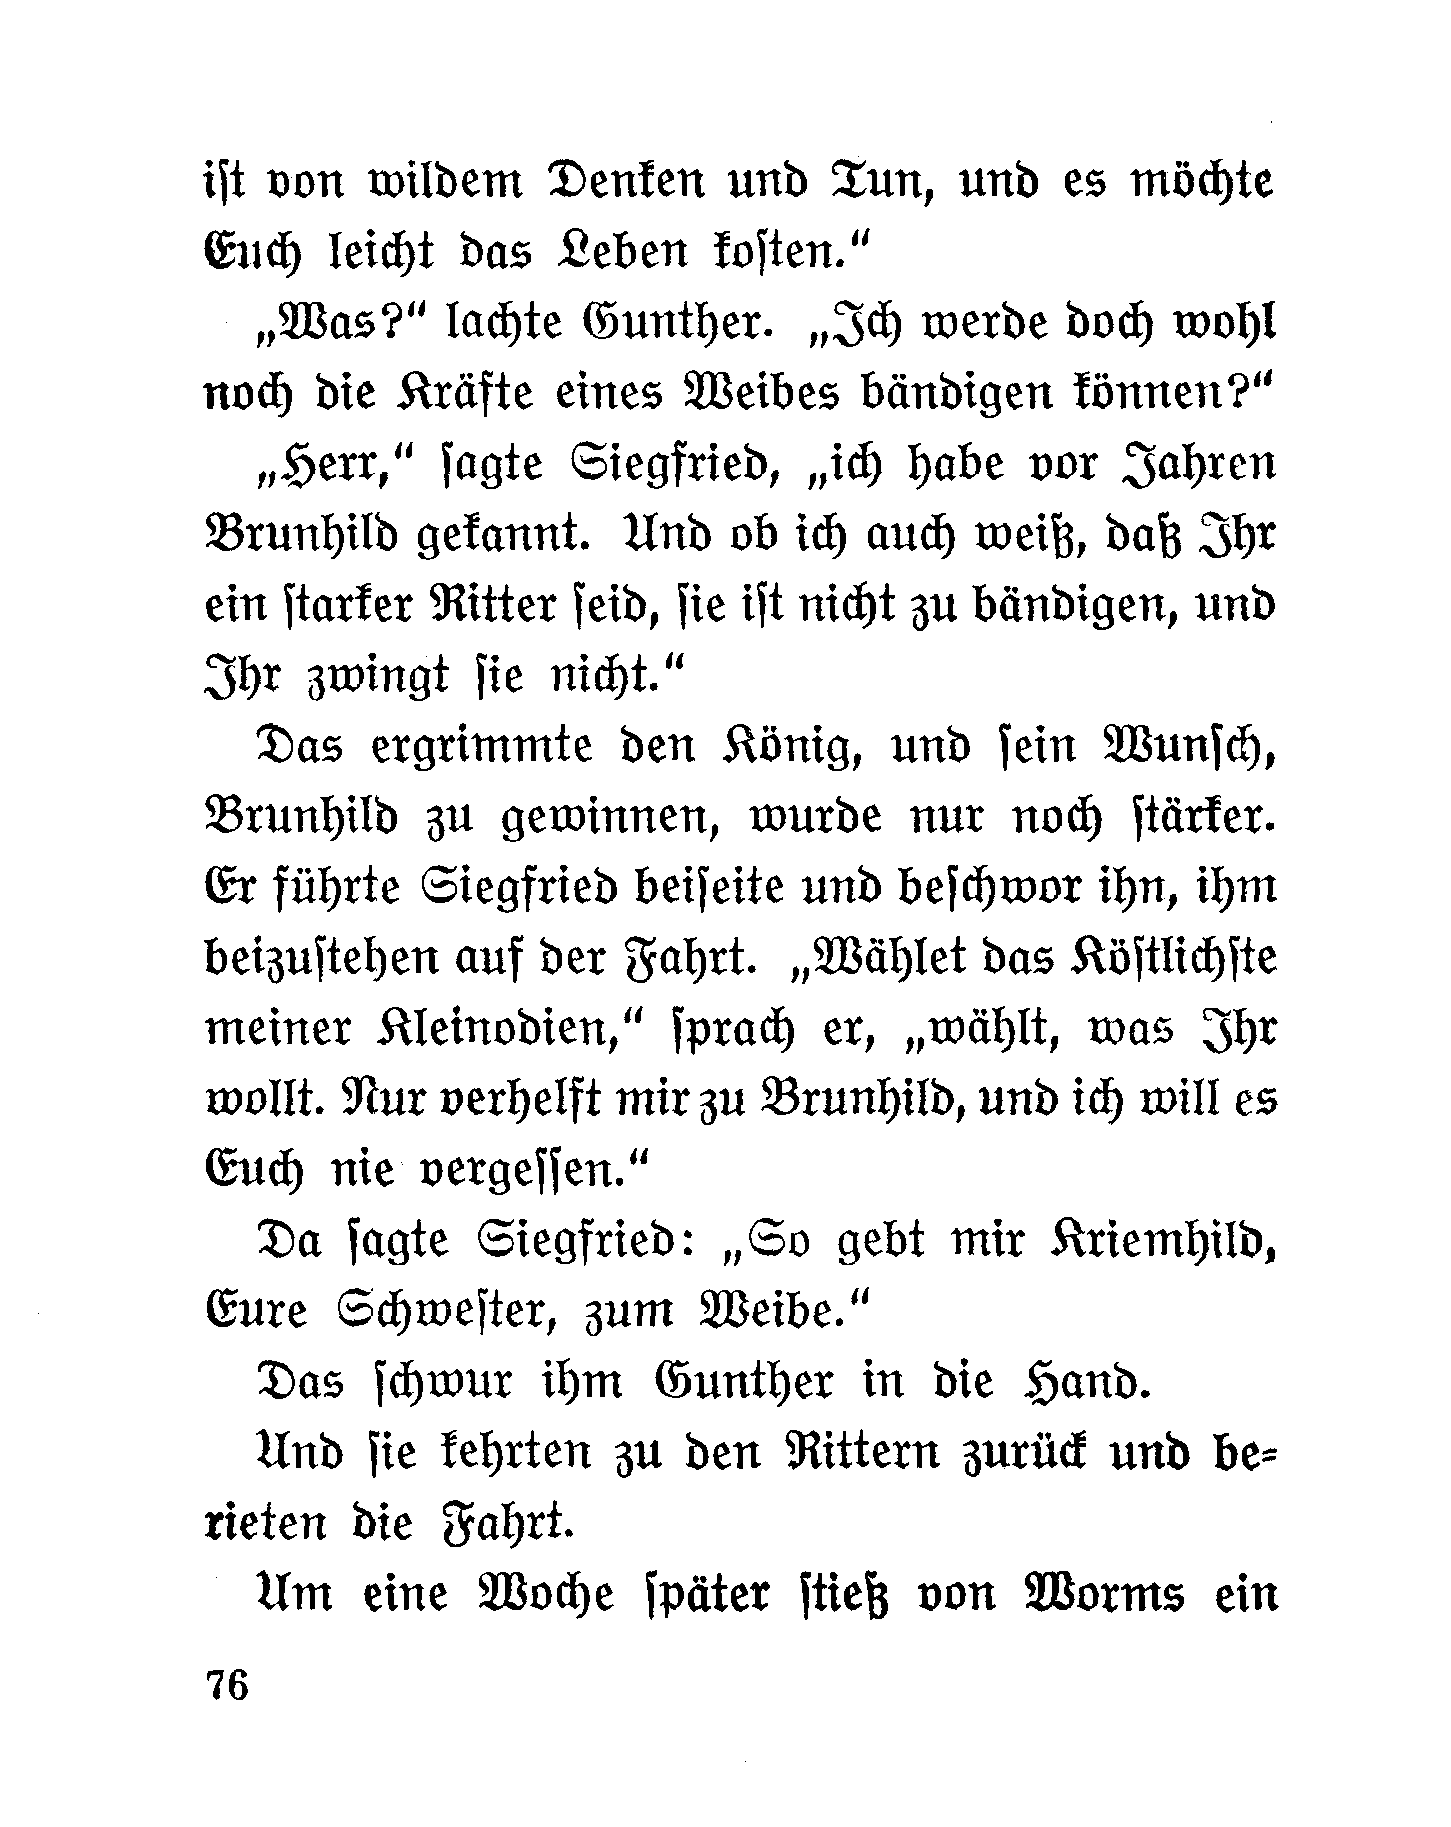 ist von wildem Denken und Tun, und es möchte
Euch leicht das Leben kosten.“
„Was?“ lachte Gunther. „Ich werde doch wohl
noch die Kräfte eines Weibes bändigen können?“
„Herr,“ sagte Siegfried, „ich habe vor Jahren
Brunhild gekannt. Und ob ich auch weiß, daß Ihr
ein starker Ritter seid, sie ist nicht zu bändigen, und
Ihr zwingt sie nicht.“
Das ergrimmte den König, und sein Wunsch,
Brunhild zu gewinnen, wurde nur noch stärker.
Er führte Siegfried beiseite und beschwor ihn, ihm
beizustehen auf der Fahrt. „Wählet das Köstlichste
meiner Kleinodien,“ sprach er, „wählt, was Ihr
wollt. Nur verhelft mir zu Brunhild, und ich will es
Euch nie vergessen.“
Da sagte Siegfried: „So gebt mir Kriemhild,
Eure Schwester, zum Weibe.“
Das schwur ihm Gunther in die Hand.
Und sie kehrten zu den Rittern zurück und be-
rieten die Fahrt.
Um eine Woche später stieß von Worms ein
76